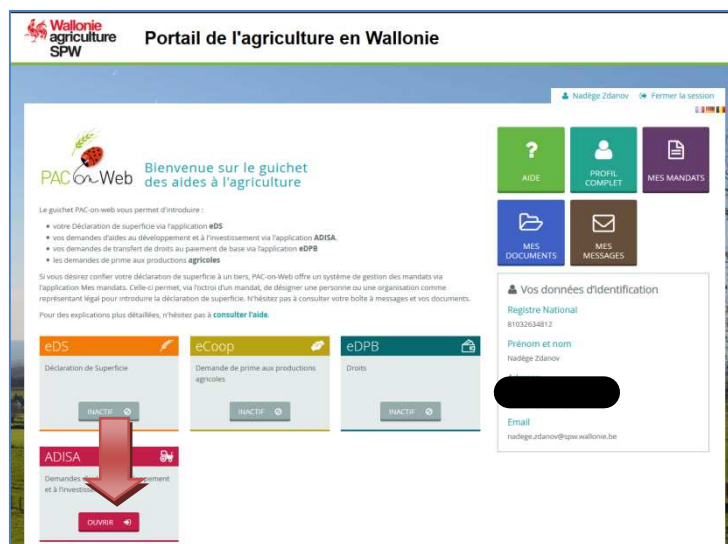 Wallonie
agriculture
SPW
Portail de l'agriculture en Wallonie
Nadège Zdanov Fermer la session
PAC on Web
Bienvenue sur le guichet
des aides à l'agriculture
Le guichet PAC-on-web vous permet d'introduire :
votre Déclaration de superficie via l'application eDS
vos demandes d'aides au développement et à l'investissement via l'application ADISA.
vos demandes de transfert de droits au paiement de base via l'application eDPB
les demandes de prime aux productions agricoles
Si vous désirez confier votre déclaration de superficie à un tiers, PAC-on-Web offre un système de gestion des mandats via
l'application Mes mandats. Celle-ci permet, via l'octroi d'un mandat, de désigner une personne ou une organisation comme
représentant légal pour introduire la déclaration de superficie. N'hésitez pas à consulter votre boîte à messages et vos documents.
Pour des explications plus détaillées, n'hésitez pas à consulter l'aide.
AIDE
PROFIL
COMPLET
MES MANDATS
MES
DOCUMENTS
MES
MESSAGES
Vos données d'identification
Registre National
81032634812
Prénom et nom
Nadège Zdanov
Email
nadege.zdanov@spw.wallonie.be
eDS
Déclaration de Superficie
INACTIF
eCoop
Demande de prime aux productions
agricoles
INACTIF
eDPB
Droits
INACTIF
ADISA
Demandes
et à l'investis
OUVRIR